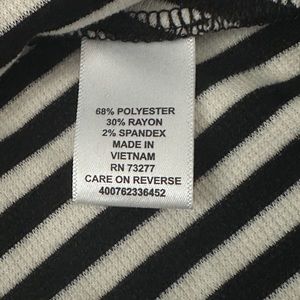 68% POLYESTER
30% RAYON
2% SPANDEX
MADE IN
VIETNAM
RN 73277
CARE ON REVERSE
400762336452